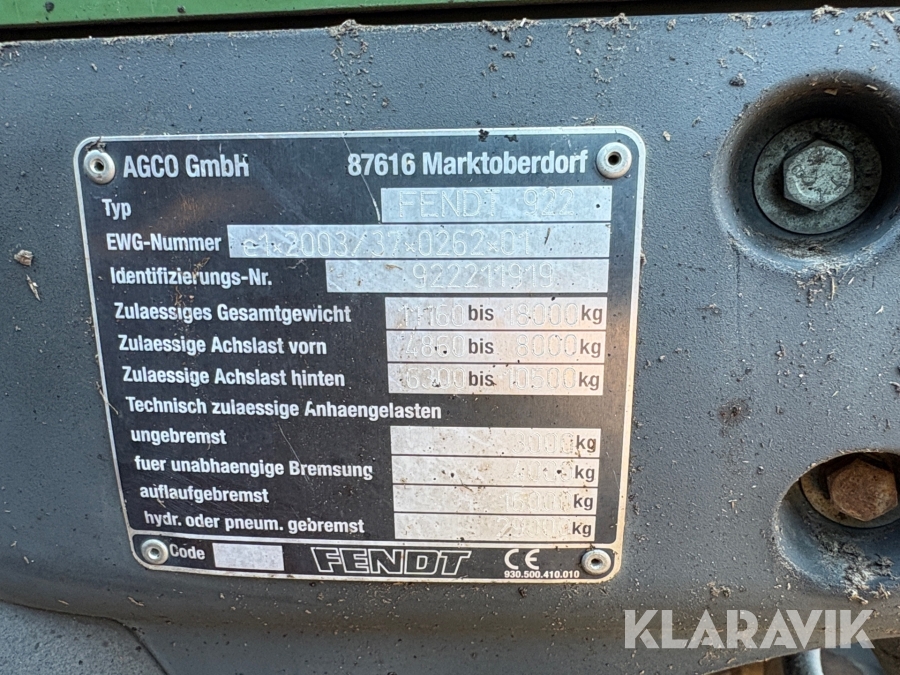 AGCO GmbH 87616 Marktoberdorf
Typ FENDT 922
EWG-Nummer e1*2003/37*0262*01
Identifizierungs-Nr. 922211919
Zulaessiges Gesamtgewicht 11160 bis 18000 kg
Zulaessige Achslast vorn 4860 bis 8000 kg
Zulaessige Achslast hinten 6300 bis 10500 kg
Technisch zulaessige Anhaengelasten
ungebremst kg
fuer unabhaengige Bremsung kg
auflaufgebremst kg
hydr. oder pneum. gebremst kg
Code FENDT CE
930.500.410.010
KLARAVIK